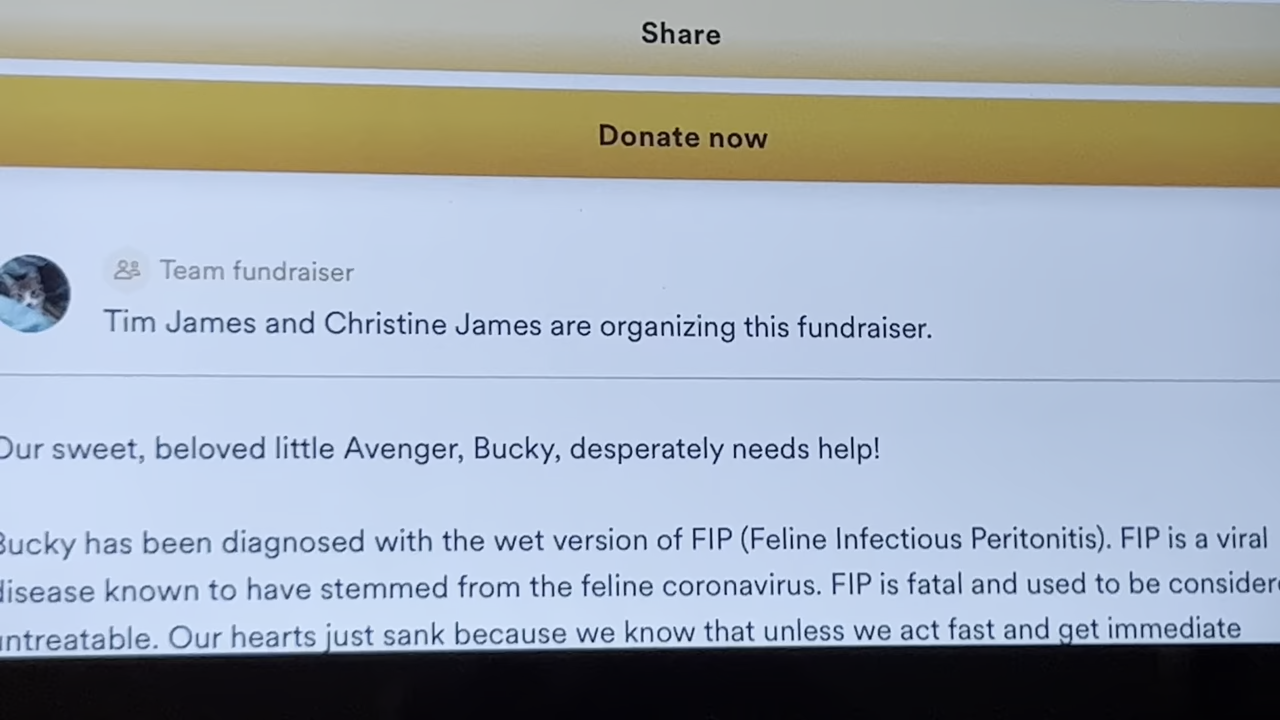 Share
Donate now
Team fundraiser
Tim James and Christine James are organizing this fundraiser.
Our sweet, beloved little Avenger, Bucky, desperately needs help!
Bucky has been diagnosed with the wet version of FIP (Feline Infectious Peritonitis). FIP is a viral
disease known to have stemmed from the feline coronavirus. FIP is fatal and used to be considere
untreatable. Our hearts just sank because we know that unless we act fast and get immediate